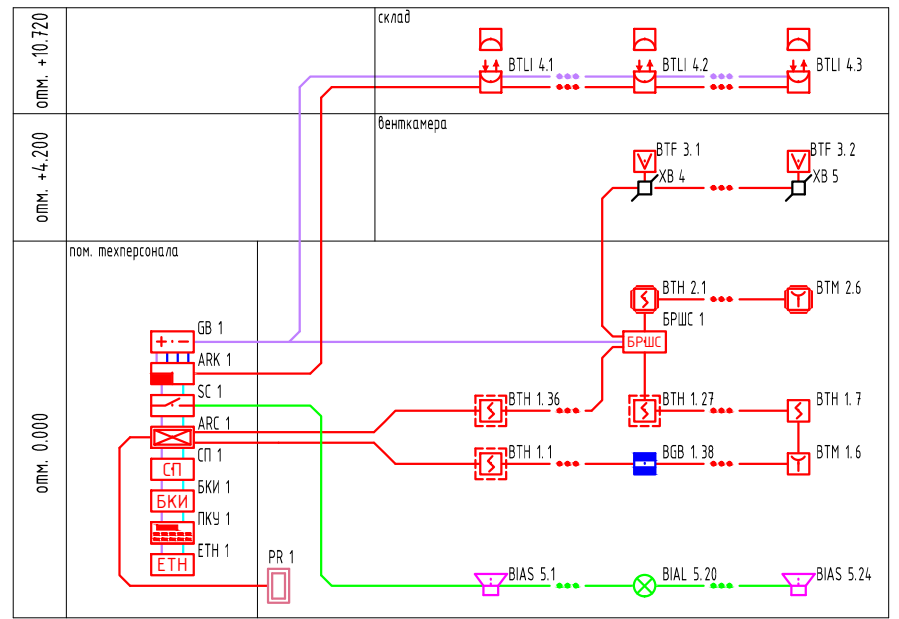 отм. +10.720
склад
BTLI 4.1
BTLI 4.2
BTLI 4.3
отм. +4.200
венткамера
BTF 3.1
BTF 3.2
XB 4
XB 5
отм. 0.000
пом. техперсонала
BTH 2.1
BTM 2.6
БРШС 1
БРШС
GB 1
+ · -
ARK 1
SC 1
BTH 1.36
BTH 1.27
BTH 1.7
ARC 1
СП 1
СП
BTH 1.1
BGB 1.38
BTM 1.6
БКИ 1
БКИ
ПКУ 1
ETH 1
ETH
PR 1
BIAS 5.1
BIAL 5.20
BIAS 5.24